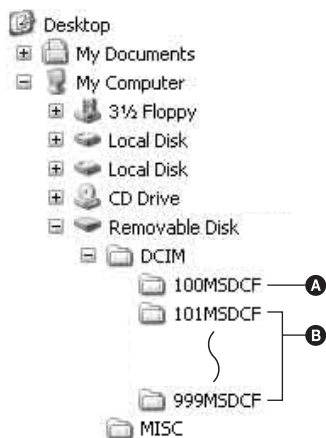 Desktop
My Documents
My Computer
3½ Floppy
Local Disk
Local Disk
CD Drive
Removable Disk
DCIM
100MSDCF A
101MSDCF
B
999MSDCF
MISC